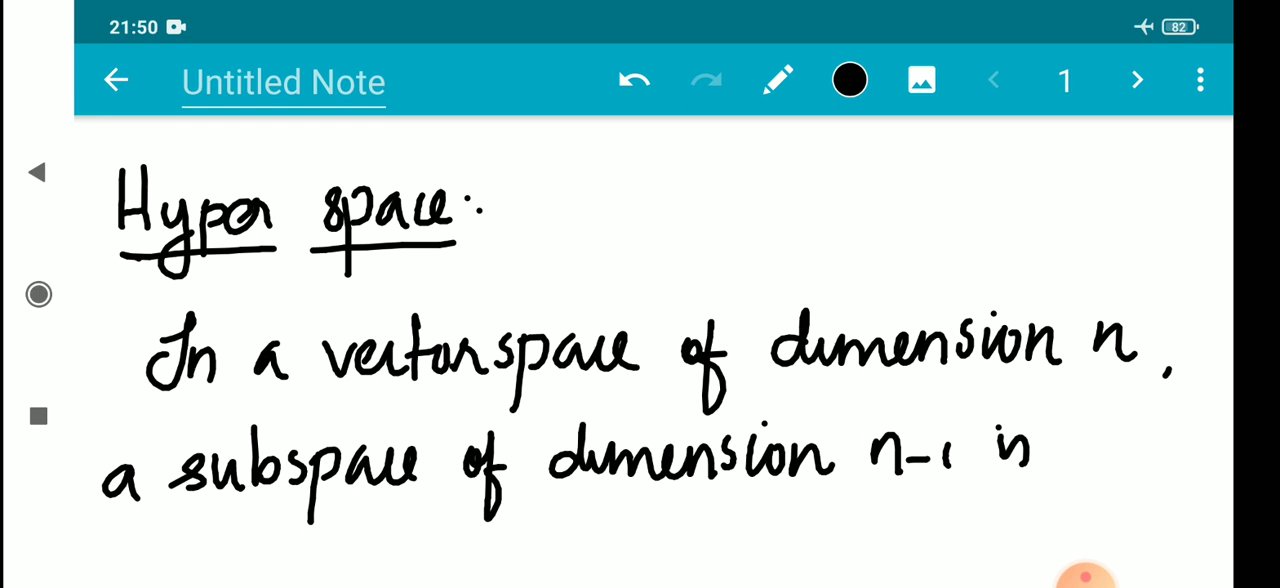 21:50 82
Untitled Note 1
Hyper space:
In a vectorspace of dimension n,
a subspace of dimension n-1 is